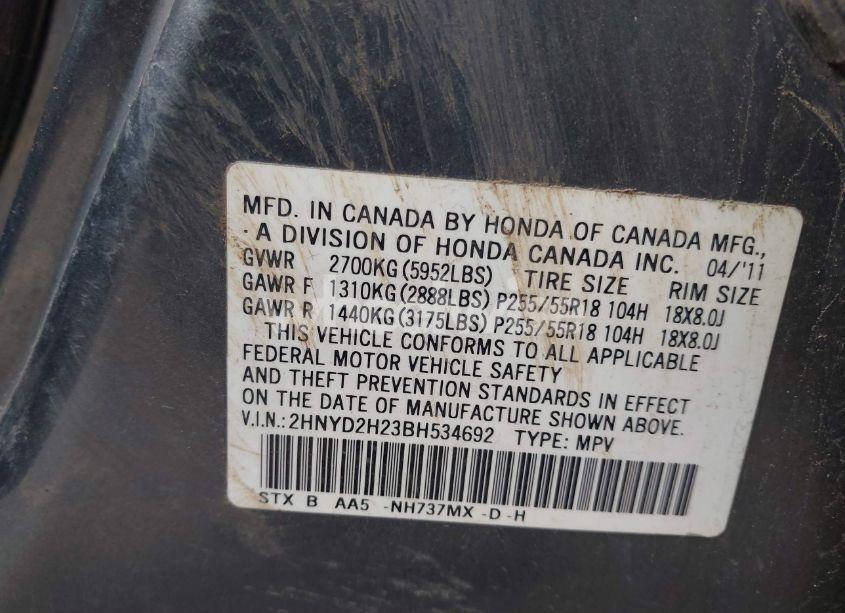 MFD. IN CANADA BY HONDA OF CANADA MFG.,
· A DIVISION OF HONDA CANADA INC. 04/'11
GVWR 2700KG (5952LBS) TIRE SIZE RIM SIZE
GAWR F 1310KG (2888LBS) P255/55R18 104H 18X8.0J
GAWR R 1440KG (3175LBS) P255/55R18 104H 18X8.0J
THIS VEHICLE CONFORMS TO ALL APPLICABLE
FEDERAL MOTOR VEHICLE SAFETY
AND THEFT PREVENTION STANDARDS IN EFFECT
ON THE DATE OF MANUFACTURE SHOWN ABOVE.
V.I.N.: 2HNYD2H23BH534692 TYPE: MPV
STX B AA5 -NH737MX -D -H